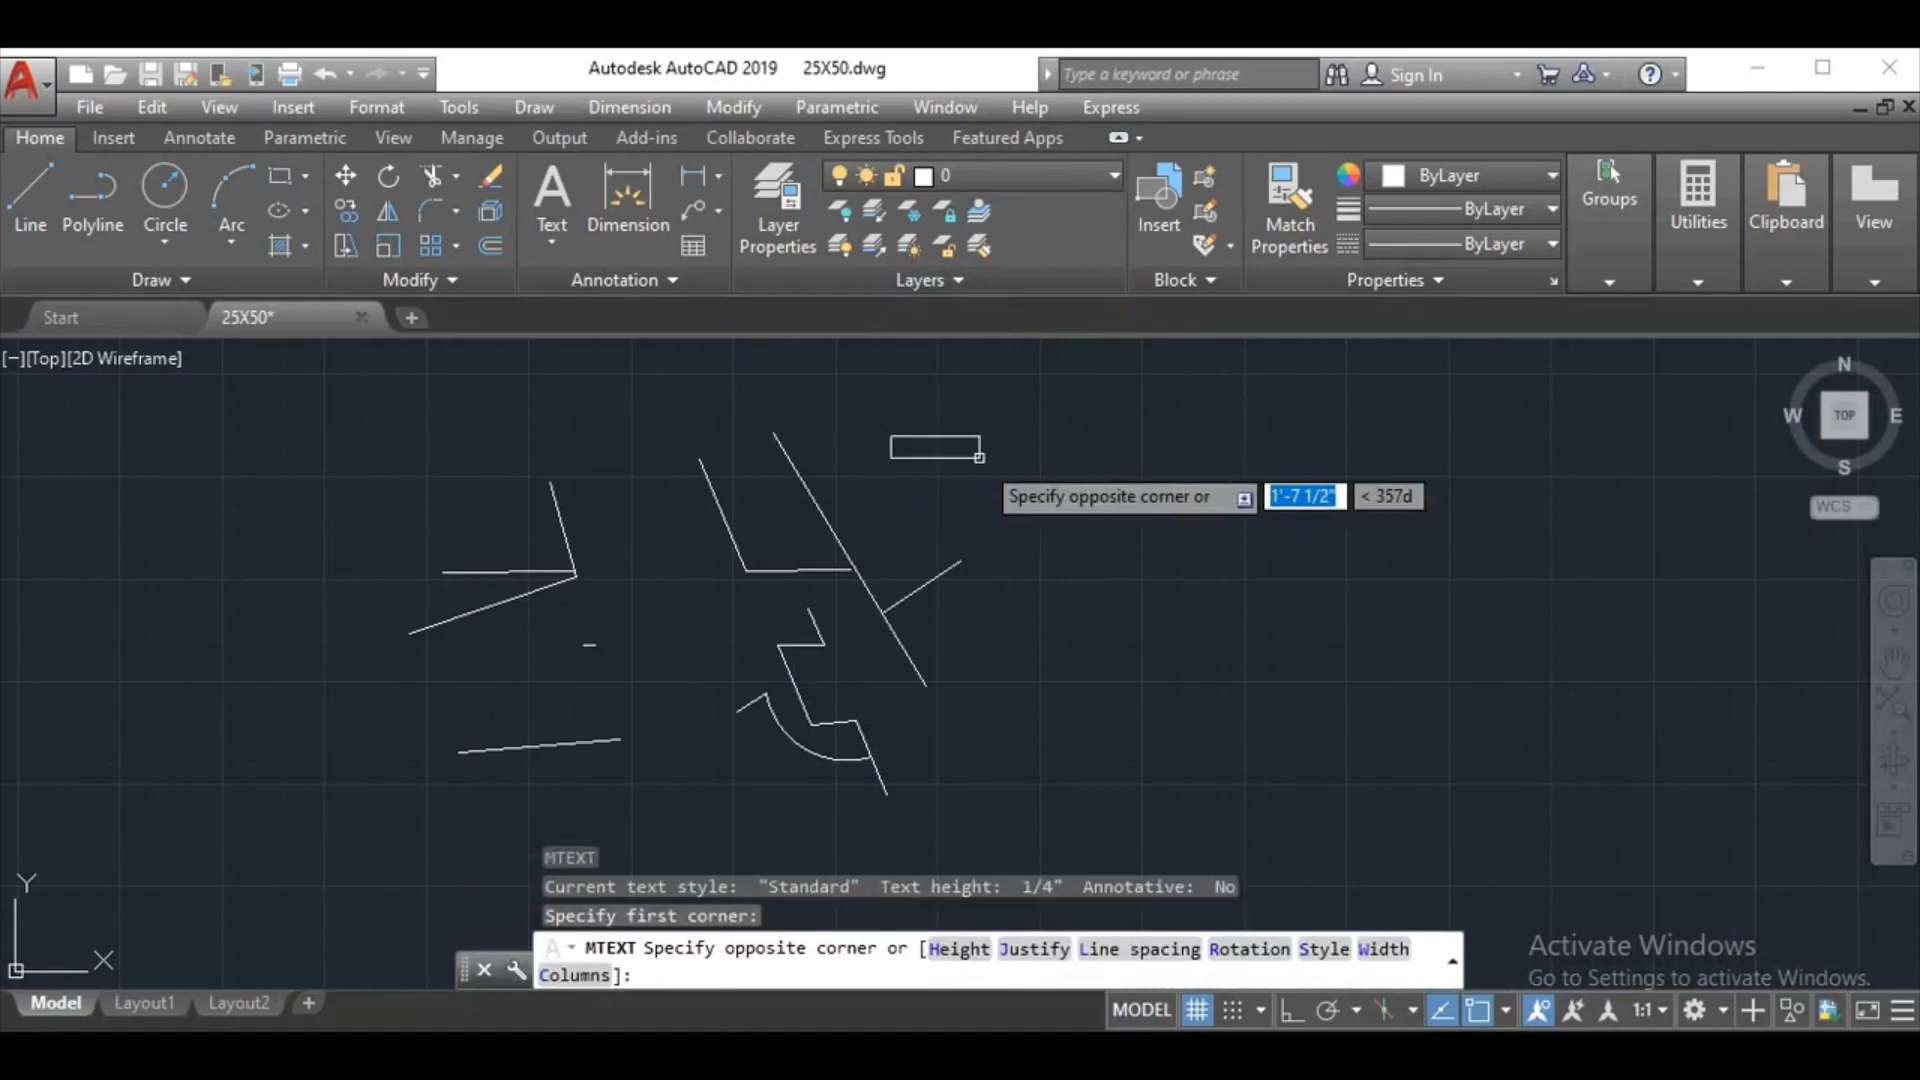 Autodesk AutoCAD 2019 25X50.dwg
Type a keyword or phrase
Sign In
File Edit View Insert Format Tools Draw Dimension Modify Parametric Window Help Express
Home Insert Annotate Parametric View Manage Output Add-ins Collaborate Express Tools Featured Apps
0
ByLayer
ByLayer
ByLayer
Line Polyline Circle Arc
Text Dimension
Layer Properties
Insert
Match Properties
Groups
Utilities
Clipboard
View
Draw Modify Annotation Layers Block Properties
Start 25X50*
[−][Top][2D Wireframe]
N
W TOP E
S
WCS
Specify opposite corner or 1'-7 1/2" < 357d
MTEXT
Current text style: "Standard" Text height: 1/4" Annotative: No
Specify first corner:
MTEXT Specify opposite corner or [Height Justify Line spacing Rotation Style Width
Columns]:
Y
X
Activate Windows
Go to Settings to activate Windows.
Model Layout1 Layout2
MODEL 1:1